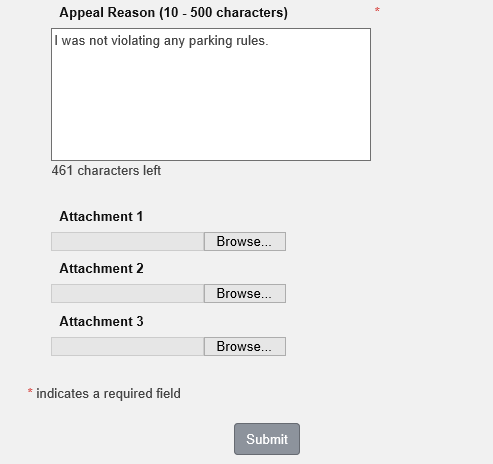 Appeal Reason (10 - 500 characters) *
I was not violating any parking rules.
461 characters left
Attachment 1
Browse...
Attachment 2
Browse...
Attachment 3
Browse...
* indicates a required field
Submit